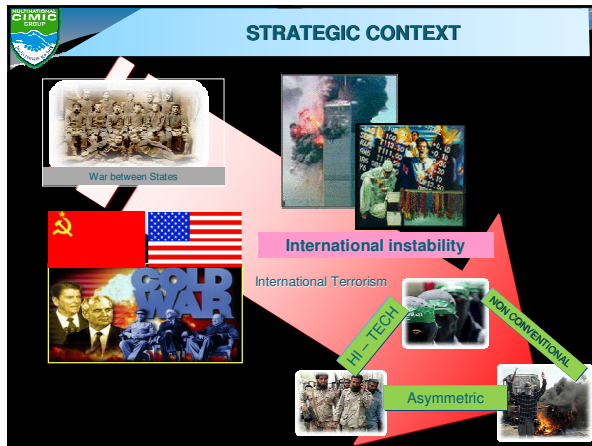 MULTINATIONAL
CIMIC
GROUP
STRATEGIC CONTEXT
War between States
International instability
COLD
WAR
International Terrorism
HI – TECH
NON CONVENTIONAL
Asymmetric